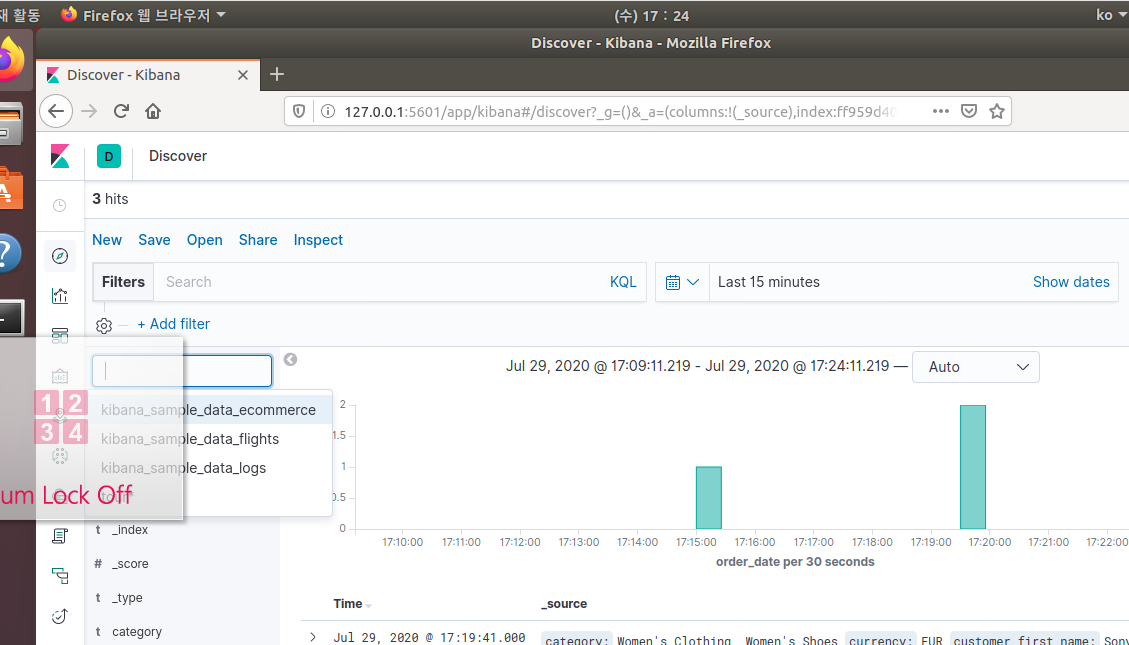 재 활동 Firefox 웹 브라우저 (수) 17 : 24 ko
Discover - Kibana - Mozilla Firefox
Discover - Kibana
127.0.0.1:5601/app/kibana#/discover?_g=()&_a=(columns:!(_source),index:ff959d40
D Discover
3 hits
New Save Open Share Inspect
Filters Search KQL Last 15 minutes Show dates
+ Add filter
Jul 29, 2020 @ 17:09:11.219 - Jul 29, 2020 @ 17:24:11.219 — Auto
kibana_sample_data_ecommerce
kibana_sample_data_flights
kibana_sample_data_logs
1 2
3 4
um Lock Off
2
1.5
1
0.5
0
17:10:00 17:11:00 17:12:00 17:13:00 17:14:00 17:15:00 17:16:00 17:17:00 17:18:00 17:19:00 17:20:00 17:21:00 17:22:00
order_date per 30 seconds
t _index
# _score
t _type
t category
Time _source
Jul 29, 2020 @ 17:19:41.000 category: Women's Clothing Women's Shoes currency: EUR customer_first_name: Sony